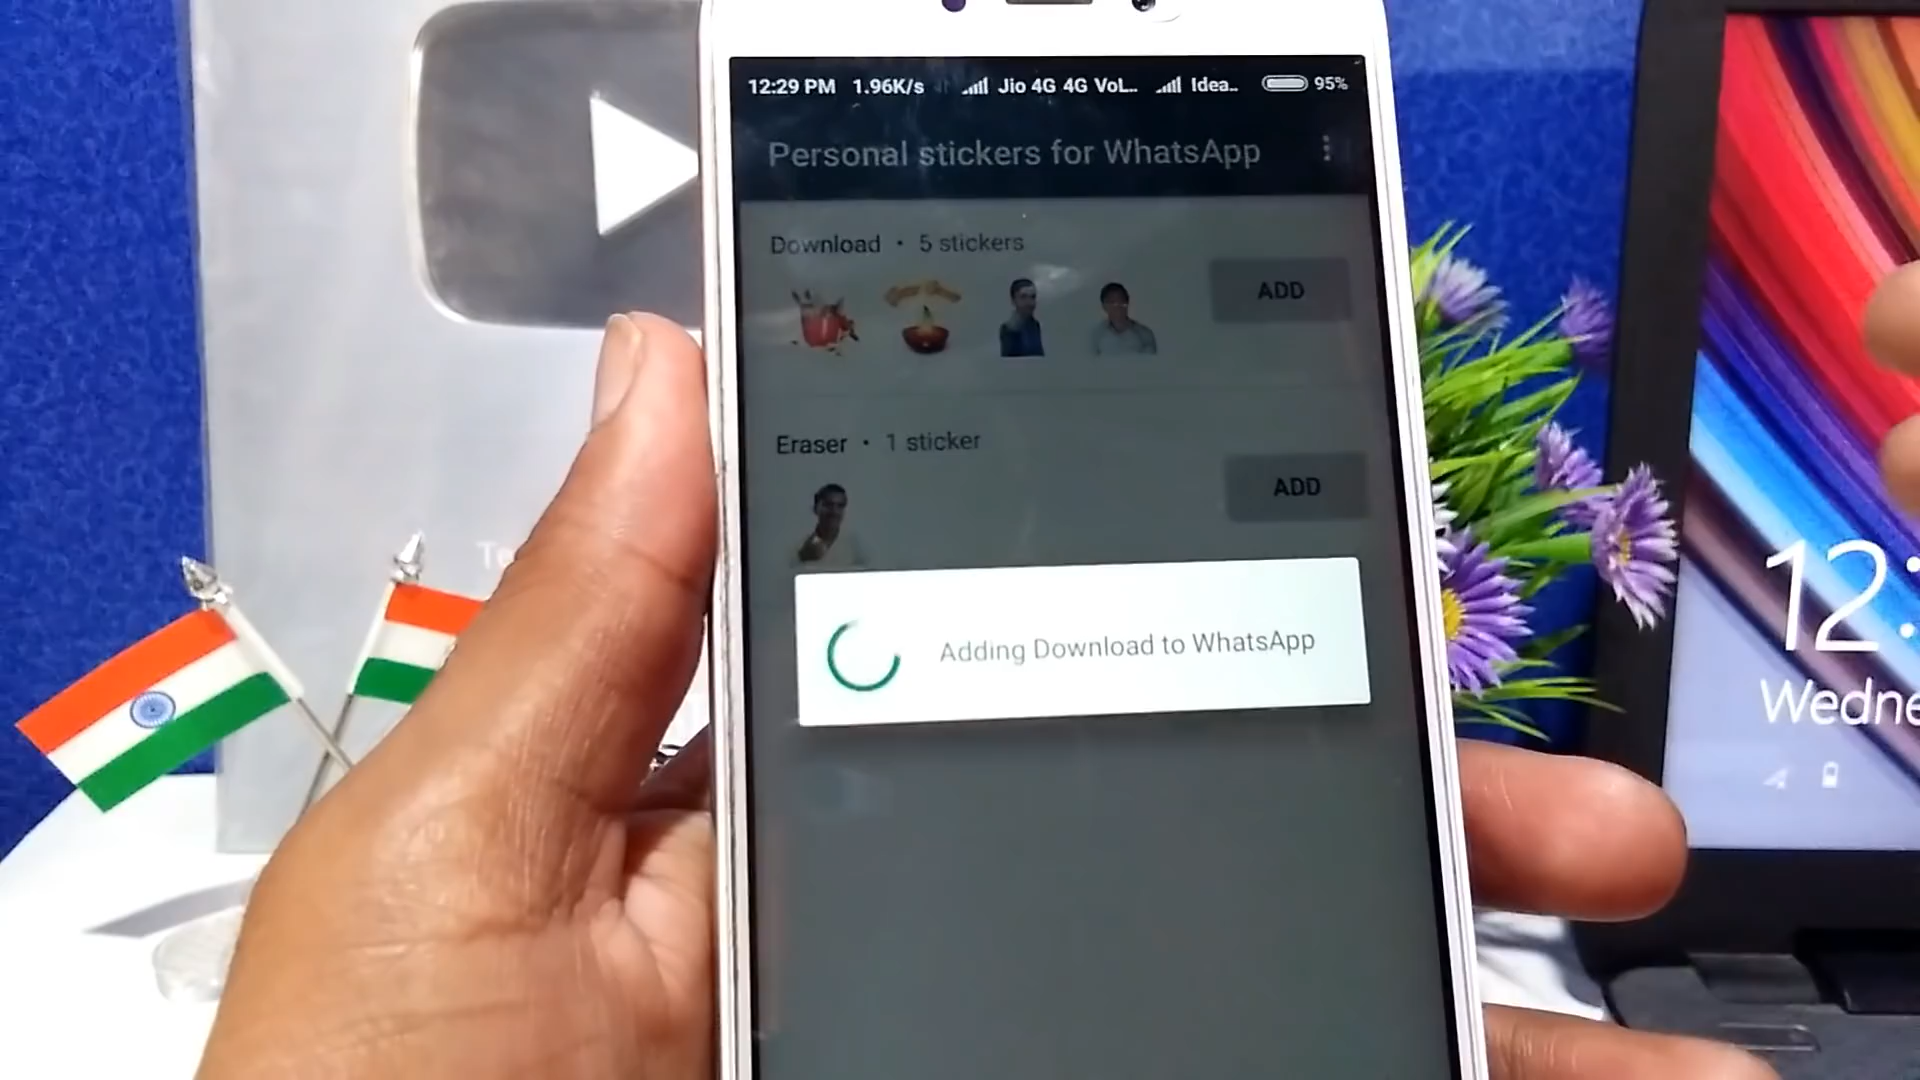 12:29 PM 1.96K/s Jio 4G 4G VoL.. Idea.. 95%
Personal stickers for WhatsApp
Download • 5 stickers
ADD
Eraser • 1 sticker
ADD
Adding Download to WhatsApp
12:
Wedne
Te